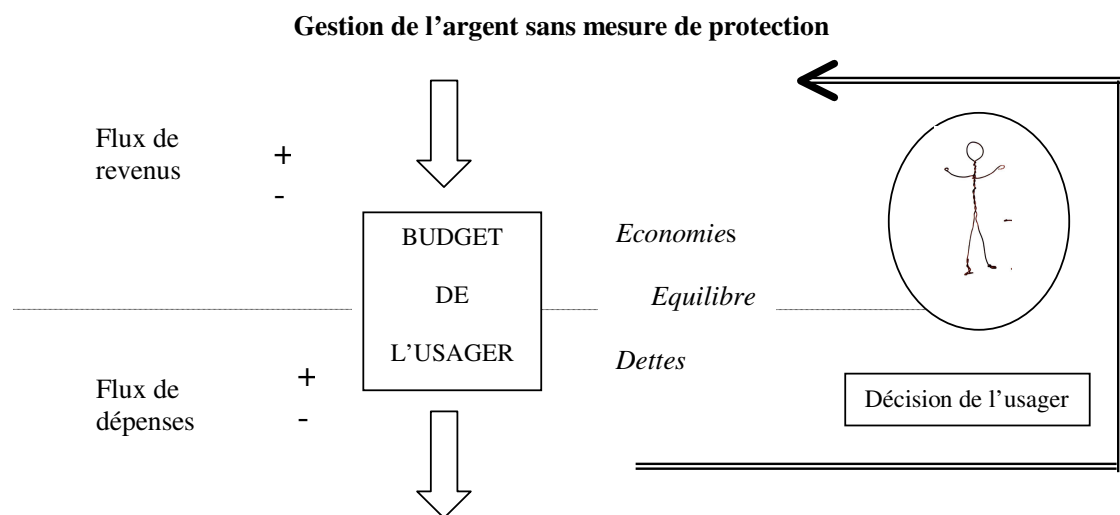 Gestion de l'argent sans mesure de protection
Flux de
revenus
+
-
BUDGET
DE
L'USAGER
Economies
Equilibre
Dettes
Flux de
dépenses
+
-
Décision de l'usager